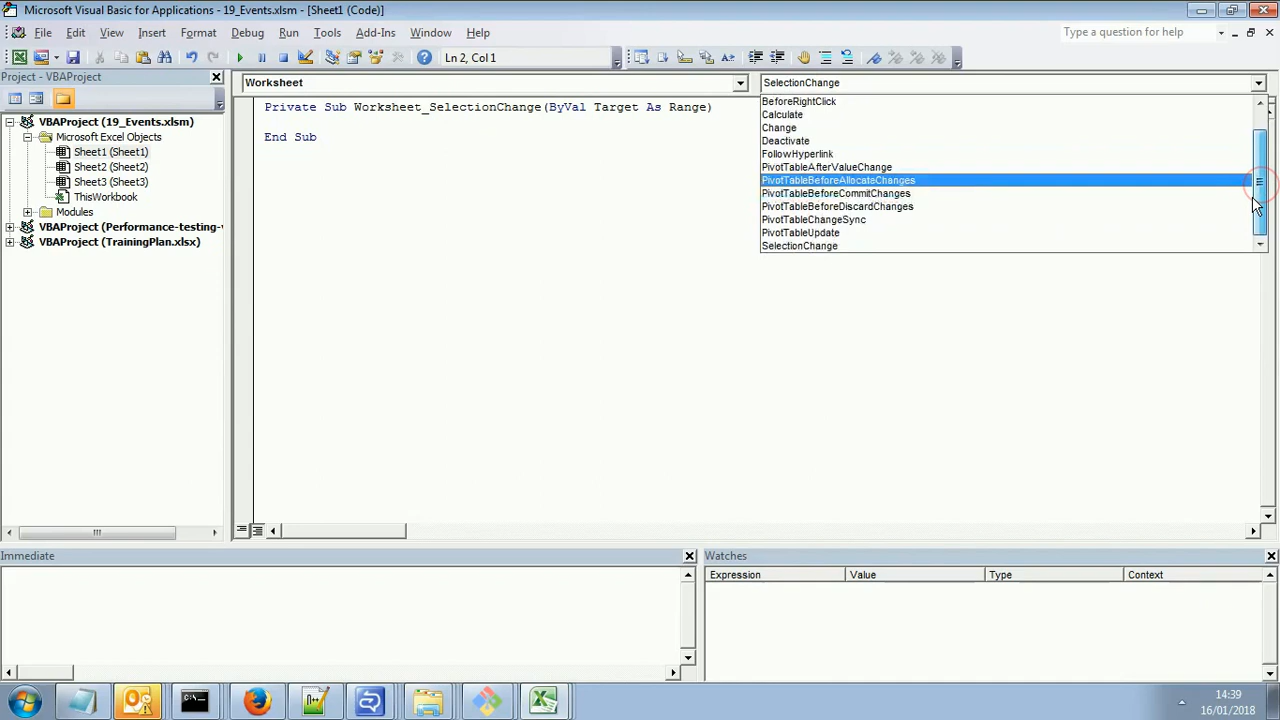 Microsoft Visual Basic for Applications - 19_Events.xlsm - [Sheet1 (Code)]
File Edit View Insert Format Debug Run Tools Add-Ins Window Help
Type a question for help
Ln 2, Col 1
Project - VBAProject
Worksheet
SelectionChange
VBAProject (19_Events.xlsm)
Microsoft Excel Objects
Sheet1 (Sheet1)
Sheet2 (Sheet2)
Sheet3 (Sheet3)
ThisWorkbook
Modules
VBAProject (Performance-testing-
VBAProject (TrainingPlan.xlsx)
Private Sub Worksheet_SelectionChange(ByVal Target As Range)
End Sub
BeforeRightClick
Calculate
Change
Deactivate
FollowHyperlink
PivotTableAfterValueChange
PivotTableBeforeAllocateChanges
PivotTableBeforeCommitChanges
PivotTableBeforeDiscardChanges
PivotTableChangeSync
PivotTableUpdate
SelectionChange
Immediate
Watches
Expression Value Type Context
14:39
16/01/2018